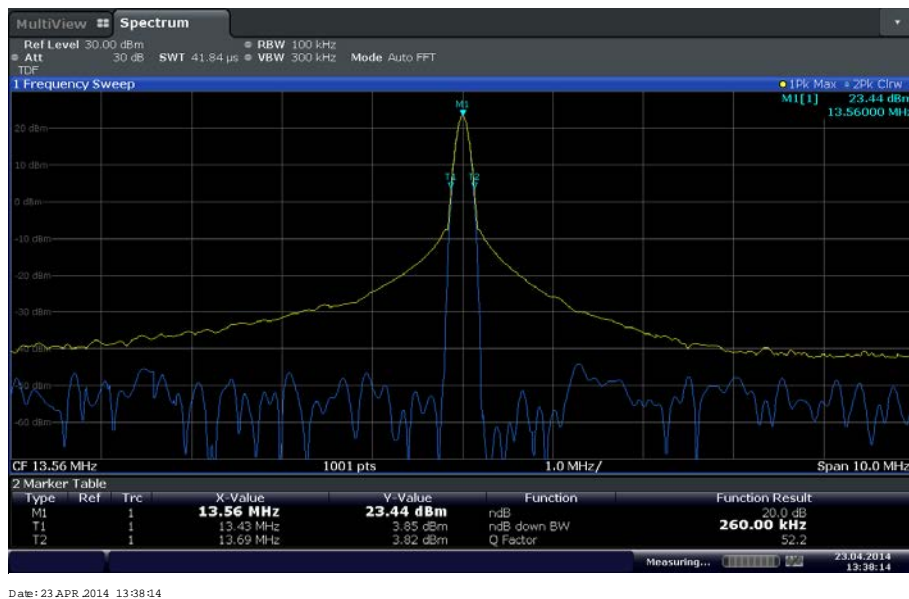 MultiView Spectrum
Ref Level 30.00 dBm RBW 100 kHz
Att 30 dB SWT 41.84 µs VBW 300 kHz Mode Auto FFT
TDF
1 Frequency Sweep 1Pk Max 2Pk Clrw
M1[1] 23.44 dBm
13.56000 MHz
M1
20 dBm
10 dBm
T1 T2
0 dBm
-10 dBm
-20 dBm
-30 dBm
-40 dBm
-50 dBm
-60 dBm
CF 13.56 MHz 1001 pts 1.0 MHz/ Span 10.0 MHz
2 Marker Table
Type Ref Trc X-Value Y-Value Function Function Result
M1 1 13.56 MHz 23.44 dBm ndB 20.0 dB
T1 1 13.43 MHz 3.85 dBm ndB down BW 260.00 kHz
T2 1 13.69 MHz 3.82 dBm Q Factor 52.2
Measuring... 23.04.2014
13:38:14
Date: 23.APR.2014 13:38:14